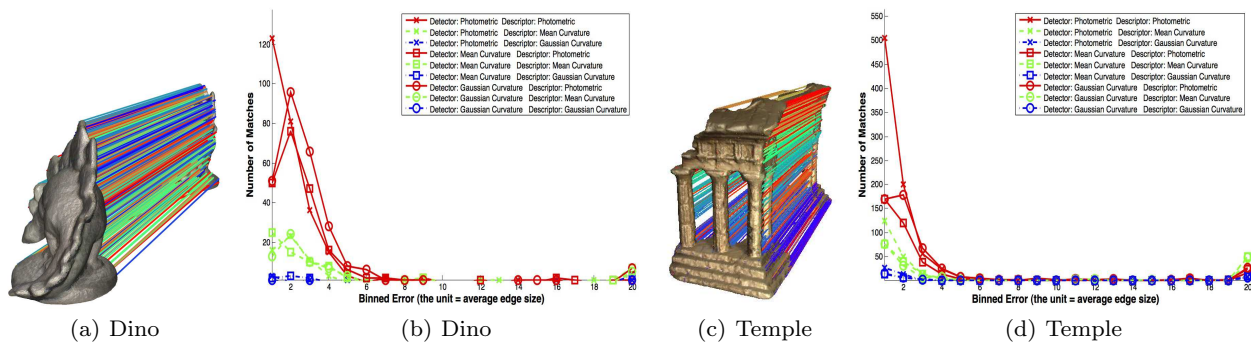 Detector: Photometric Descriptor: Photometric
Detector: Photometric Descriptor: Mean Curvature
Detector: Photometric Descriptor: Gaussian Curvature
Detector: Mean Curvature Descriptor: Photometric
Detector: Mean Curvature Descriptor: Mean Curvature
Detector: Mean Curvature Descriptor: Gaussian Curvature
Detector: Gaussian Curvature Descriptor: Photometric
Detector: Gaussian Curvature Descriptor: Mean Curvature
Detector: Gaussian Curvature Descriptor: Gaussian Curvature
Number of Matches
120
100
80
60
40
20
2 4 6 8 10 12 14 16 18 20
Binned Error (the unit = average edge size)
Detector: Photometric Descriptor: Photometric
Detector: Photometric Descriptor: Mean Curvature
Detector: Photometric Descriptor: Gaussian Curvature
Detector: Mean Curvature Descriptor: Photometric
Detector: Mean Curvature Descriptor: Mean Curvature
Detector: Mean Curvature Descriptor: Gaussian Curvature
Detector: Gaussian Curvature Descriptor: Photometric
Detector: Gaussian Curvature Descriptor: Mean Curvature
Detector: Gaussian Curvature Descriptor: Gaussian Curvature
Number of Matches
550
500
450
400
350
300
250
200
150
100
50
2 4 6 8 10 12 14 16 18 20
Binned Error (the unit = average edge size)
(a) Dino
(b) Dino
(c) Temple
(d) Temple